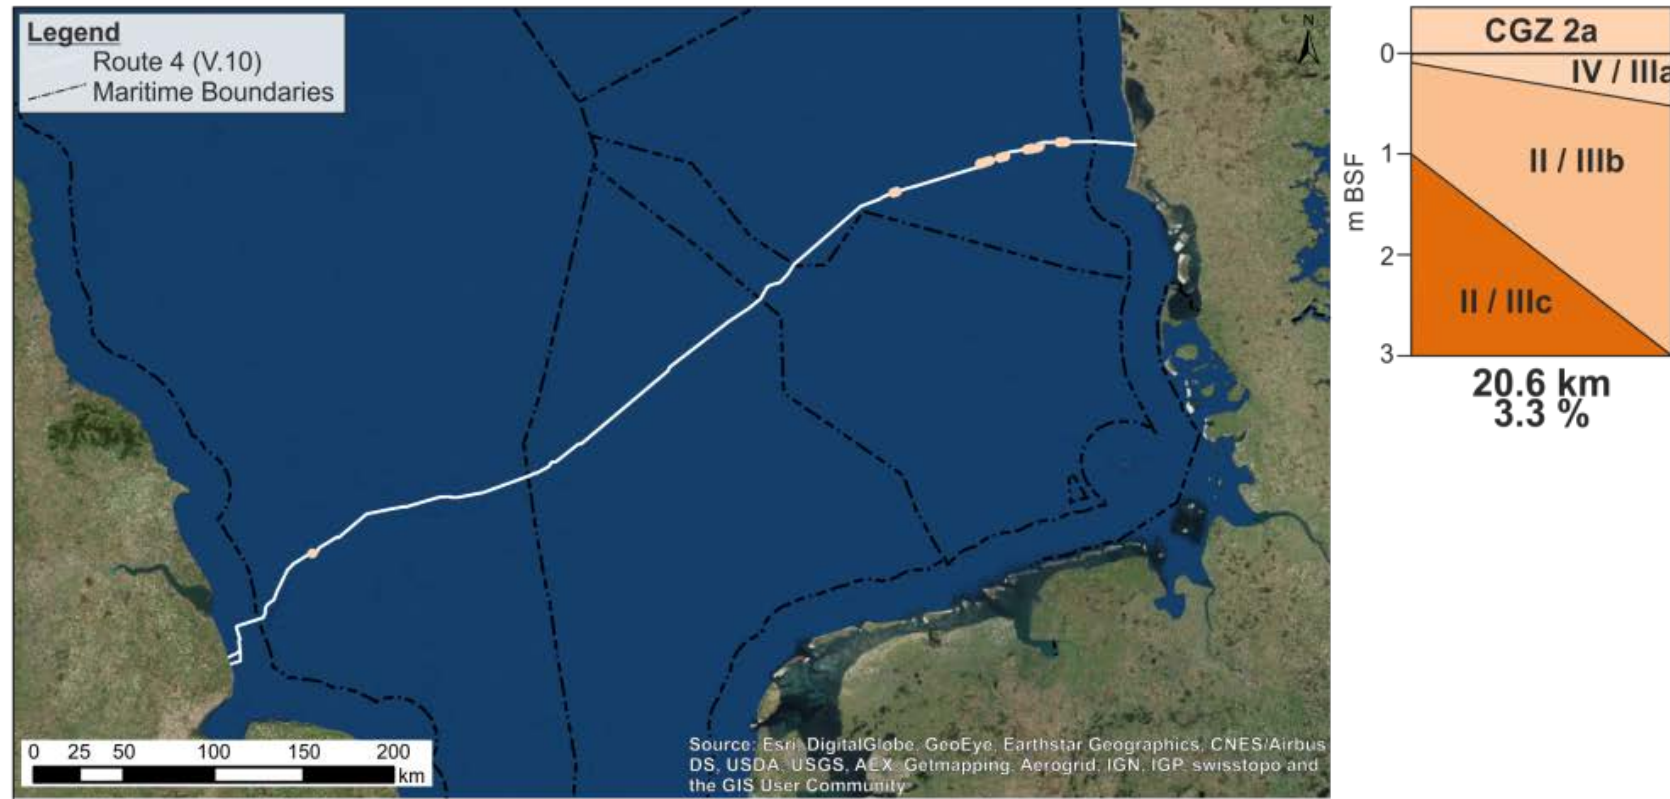 Legend
Route 4 (V.10)
Maritime Boundaries
N
0 25 50 100 150 200
km
Source: Esri, DigitalGlobe, GeoEye, Earthstar Geographics, CNES/Airbus
DS, USDA, USGS, AEX, Getmapping, Aerogrid, IGN, IGP, swisstopo and
the GIS User Community
CGZ 2a
0
IV / IIIa
1
II / IIIb
m BSF
2
II / IIIc
3
20.6 km
3.3 %